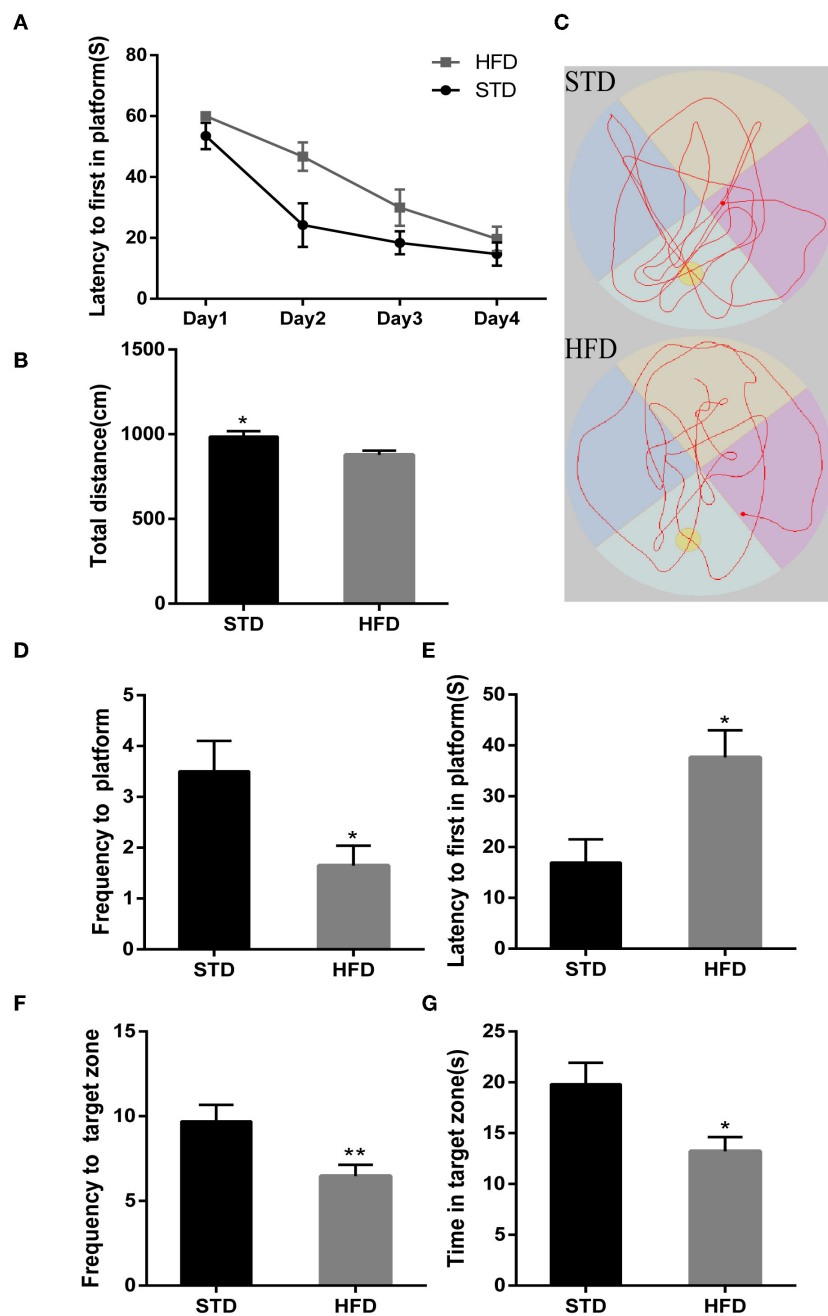 A
Latency to first in platform(S)
80
60
40
20
0
HFD
STD
Day1 Day2 Day3 Day4
B
Total distance(cm)
1500
1000
500
0
*
STD HFD
C
STD
HFD
D
Frequency to platform
5
4
3
2
1
0
*
STD HFD
E
Latency to first in platform(S)
50
40
30
20
10
0
*
STD HFD
F
Frequency to target zone
15
10
5
0
**
STD HFD
G
Time in target zone(s)
25
20
15
10
5
0
*
STD HFD